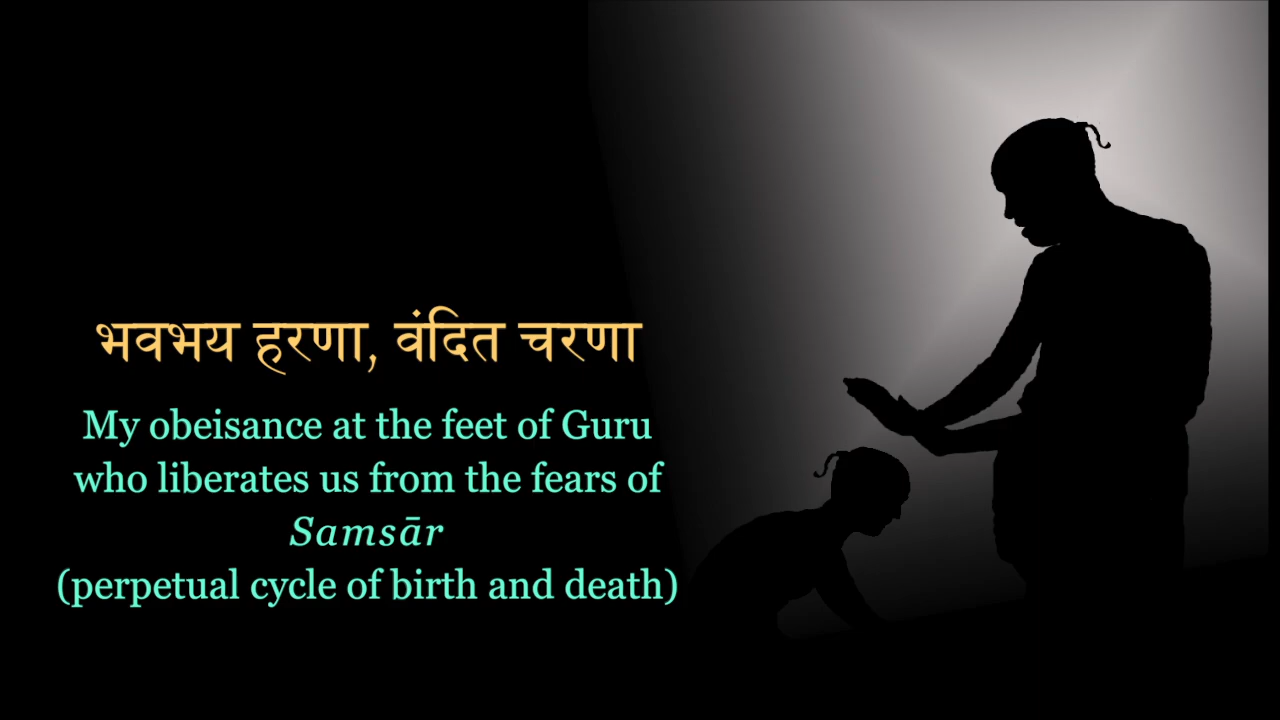 भवभय हरणा, वंदित चरणा
My obeisance at the feet of Guru
who liberates us from the fears of
Samsār
(perpetual cycle of birth and death)